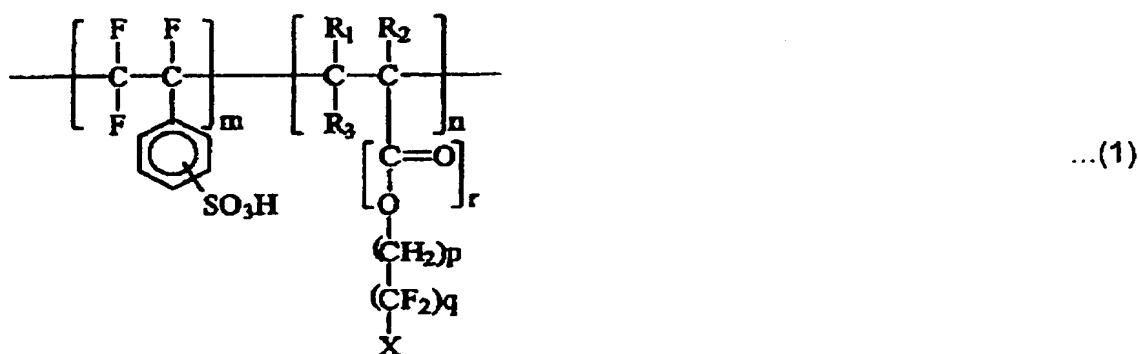 F F R₁ R₂
C C C C
F m R₃ n
C=O ...(1)
SO₃H O r
(CH₂)p
(CF₂)q
X